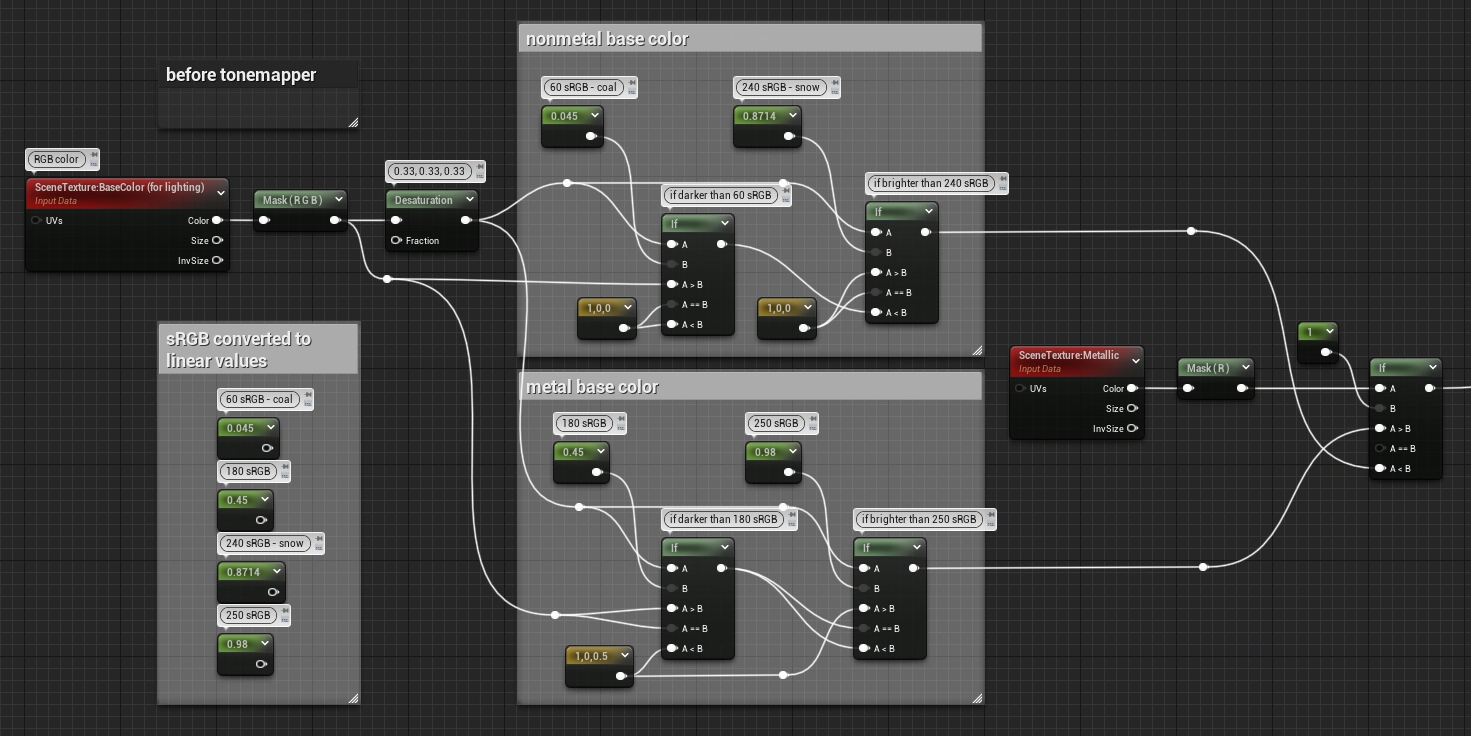 nonmetal base color
before tonemapper
60 sRGB - coal
240 sRGB - snow
0.045
0.8714
RGB color
0.33, 0.33, 0.33
SceneTexture:BaseColor (for lighting)
Input Data
UVs
Color
Size
InvSize
Mask ( R G B )
Desaturation
Fraction
if darker than 60 sRGB
If
A
B
A > B
A == B
A < B
1,0,0
if brighter than 240 sRGB
If
A
B
A > B
A == B
A < B
1,0,0
sRGB converted to
linear values
60 sRGB - coal
0.045
180 sRGB
0.45
240 sRGB - snow
0.8714
250 sRGB
0.98
metal base color
180 sRGB
0.45
250 sRGB
0.98
if darker than 180 sRGB
If
A
B
A > B
A == B
A < B
1,0,0.5
if brighter than 250 sRGB
If
A
B
A > B
A == B
A < B
SceneTexture:Metallic
Input Data
UVs
Color
Size
InvSize
Mask ( R )
1
If
A
B
A > B
A == B
A < B